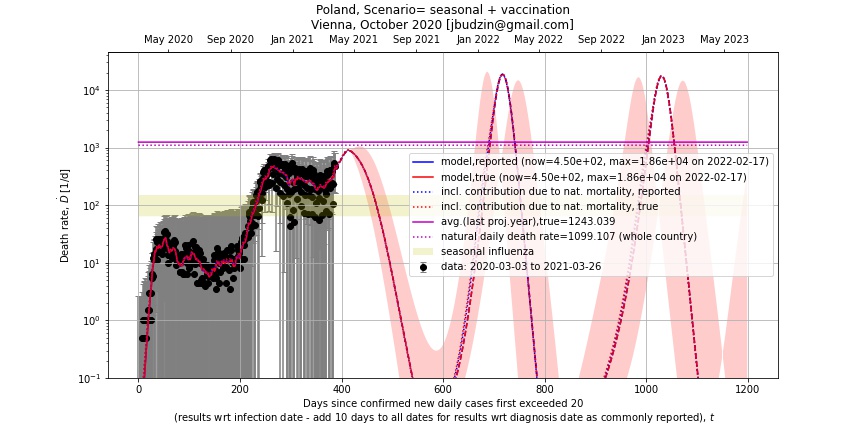 Poland, Scenario= seasonal + vaccination
Vienna, October 2020 [jbudzin@gmail.com]
May 2020 Sep 2020 Jan 2021 May 2021 Sep 2021 Jan 2022 May 2022 Sep 2022 Jan 2023 May 2023
Death rate, D [1/d]
10⁴
10³
10²
10¹
10⁰
10⁻¹
model,reported (now=4.50e+02, max=1.86e+04 on 2022-02-17)
model,true (now=4.50e+02, max=1.86e+04 on 2022-02-17)
incl. contribution due to nat. mortality, reported
incl. contribution due to nat. mortality, true
avg.(last proj.year),true=1243.039
natural daily death rate=1099.107 (whole country)
seasonal influenza
data: 2020-03-03 to 2021-03-26
0 200 400 600 800 1000 1200
Days since confirmed new daily cases first exceeded 20
(results wrt infection date - add 10 days to all dates for results wrt diagnosis date as commonly reported), t